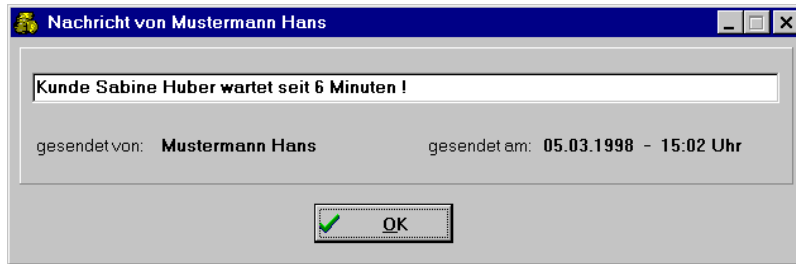 Nachricht von Mustermann Hans
Kunde Sabine Huber wartet seit 6 Minuten !
gesendet von: Mustermann Hans gesendet am: 05.03.1998 - 15:02 Uhr
OK